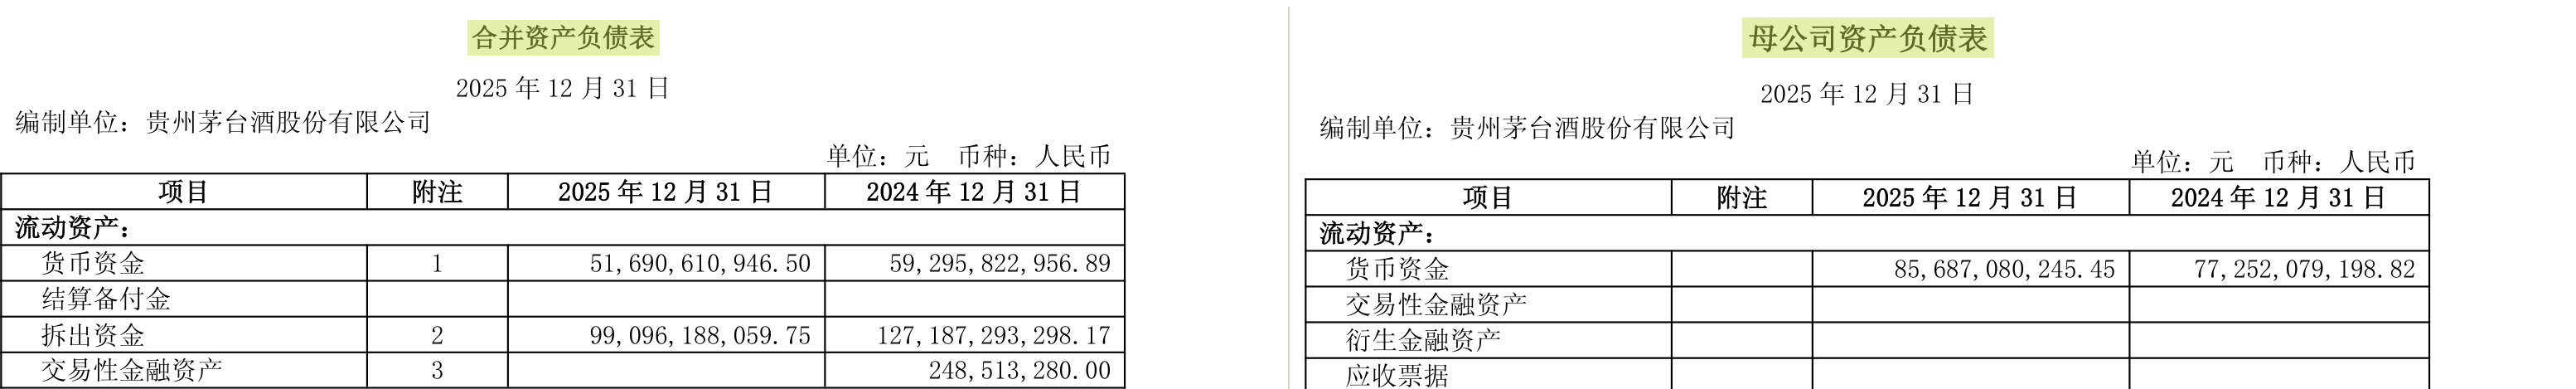 合并资产负债表
2025 年 12 月 31 日
编制单位：贵州茅台酒股份有限公司
单位：元 币种：人民币
项目 附注 2025 年 12 月 31 日 2024 年 12 月 31 日
流动资产：
货币资金 1 51,690,610,946.50 59,295,822,956.89
结算备付金
拆出资金 2 99,096,188,059.75 127,187,293,298.17
交易性金融资产 3 248,513,280.00
母公司资产负债表
2025 年 12 月 31 日
编制单位：贵州茅台酒股份有限公司
单位：元 币种：人民币
项目 附注 2025 年 12 月 31 日 2024 年 12 月 31 日
流动资产：
货币资金 85,687,080,245.45 77,252,079,198.82
交易性金融资产
衍生金融资产
应收票据